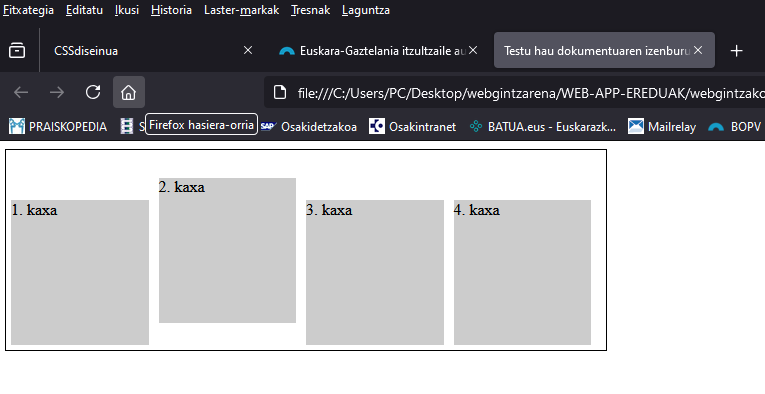 Fitxategia Editatu Ikusi Historia Laster-markak Tresnak Laguntza
CSSdiseinua Euskara-Gaztelania itzultzaile au Testu hau dokumentuaren izenburu
file:///C:/Users/PC/Desktop/webgintzarena/WEB-APP-EREDUAK/webgintzako
PRAISKOPEDIA S Firefox hasiera-orria SAP Osakidetzakoa Osakintranet BATUA.eus - Euskarazk... Mailrelay BOPV
1. kaxa 2. kaxa 3. kaxa 4. kaxa